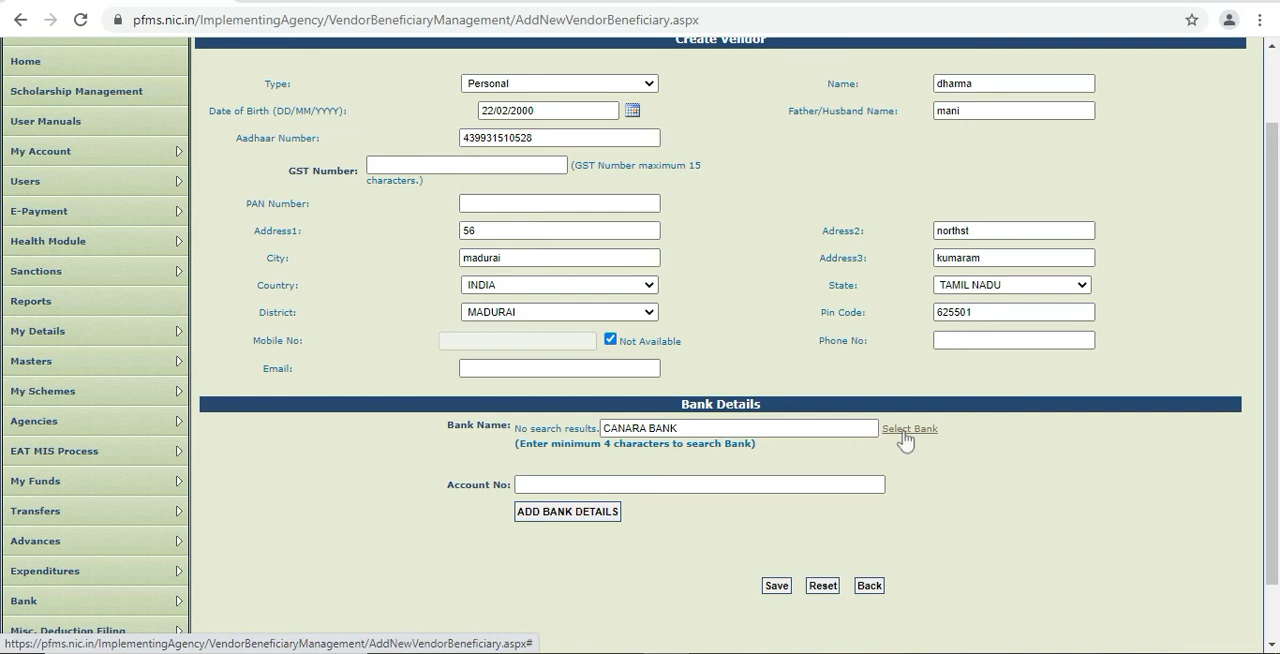 pfms.nic.in/ImplementingAgency/VendorBeneficiaryManagement/AddNewVendorBeneficiary.aspx
Create Vendor
Home
Scholarship Management
User Manuals
My Account
Users
E-Payment
Health Module
Sanctions
Reports
My Details
Masters
My Schemes
Agencies
EAT MIS Process
My Funds
Transfers
Advances
Expenditures
Bank
Misc. Deduction Filing
Type: Personal Name: dharma
Date of Birth (DD/MM/YYYY): 22/02/2000 Father/Husband Name: mani
Aadhaar Number: 439931510528
GST Number: (GST Number maximum 15
characters.)
PAN Number:
Address1: 56 Adress2: northst
City: madurai Address3: kumaram
Country: INDIA State: TAMIL NADU
District: MADURAI Pin Code: 625501
Mobile No: Not Available Phone No:
Email:
Bank Details
Bank Name: No search results. CANARA BANK Select Bank
(Enter minimum 4 characters to search Bank)
Account No:
ADD BANK DETAILS
Save Reset Back
https://pfms.nic.in/ImplementingAgency/VendorBeneficiaryManagement/AddNewVendorBeneficiary.aspx#